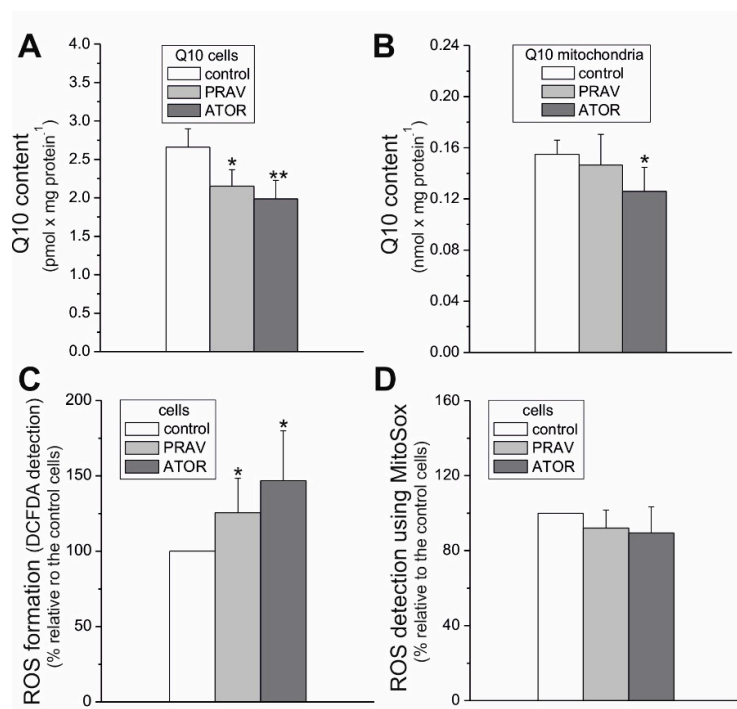 A
Q10 content
(pmol x mg protein⁻¹)
4.0
3.5
3.0
2.5
2.0
1.5
1.0
0.5
0.0
Q10 cells
control
PRAV
ATOR
*
**
B
Q10 content
(nmol x mg protein⁻¹)
0.24
0.20
0.16
0.12
0.08
0.04
0.00
Q10 mitochondria
control
PRAV
ATOR
*
C
ROS formation (DCFDA detection)
(% relative ro the control cells)
200
150
100
50
0
cells
control
PRAV
ATOR
*
*
D
ROS detection using MitoSox
(% relative to the control cells)
160
120
80
40
0
cells
control
PRAV
ATOR